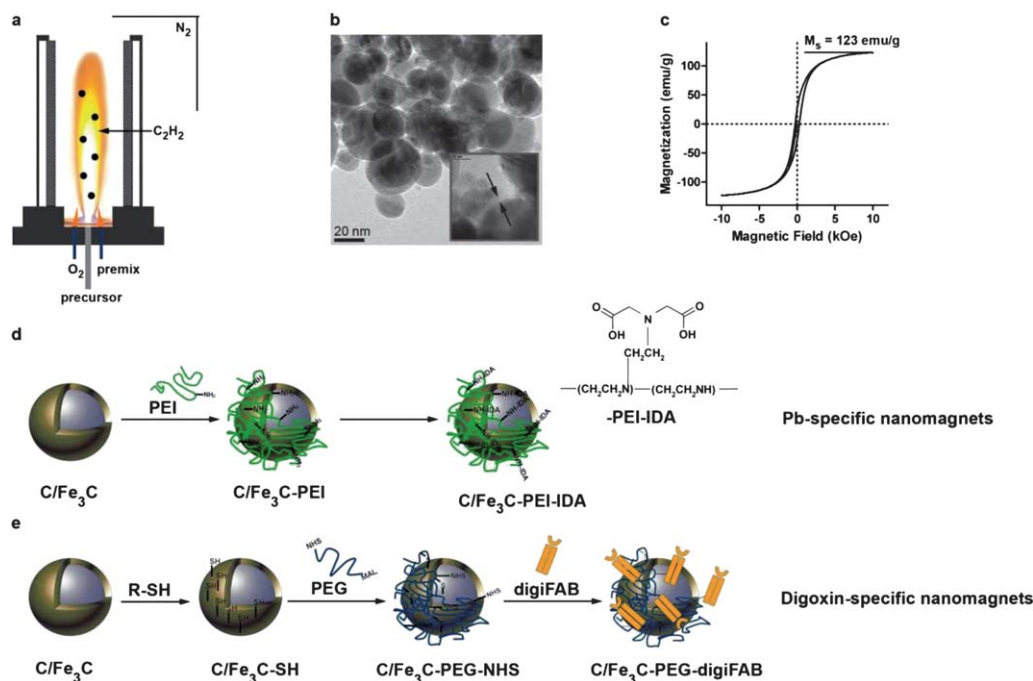 a
N2
C2H2
O2 premix
precursor
b
20 nm
c
Ms = 123 emu/g
Magnetization (emu/g)
100
50
0
-50
-100
-10 -5 0 5 10
Magnetic Field (kOe)
d
PEI
NH2
C/Fe3C
C/Fe3C-PEI
C/Fe3C-PEI-IDA
O O
N
OH OH
CH2CH2
—(CH2CH2N)—(CH2CH2NH)—
-PEI-IDA
Pb-specific nanomagnets
e
R-SH
NHS
MAL
PEG
digiFAB
C/Fe3C
C/Fe3C-SH
C/Fe3C-PEG-NHS
C/Fe3C-PEG-digiFAB
Digoxin-specific nanomagnets